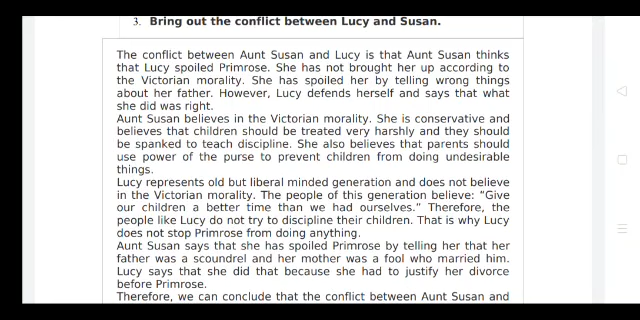 3. Bring out the conflict between Lucy and Susan.
The conflict between Aunt Susan and Lucy is that Aunt Susan thinks
that Lucy spoiled Primrose. She has not brought her up according to
the Victorian morality. She has spoiled her by telling wrong things
about her father. However, Lucy defends herself and says that what
she did was right.
Aunt Susan believes in the Victorian morality. She is conservative and
believes that children should be treated very harshly and they should
be spanked to teach discipline. She also believes that parents should
use power of the purse to prevent children from doing undesirable
things.
Lucy represents old but liberal minded generation and does not believe
in the Victorian morality. The people of this generation believe: “Give
our children a better time than we had ourselves.” Therefore, the
people like Lucy do not try to discipline their children. That is why Lucy
does not stop Primrose from doing anything.
Aunt Susan says that she has spoiled Primrose by telling her that her
father was a scoundrel and her mother was a fool who married him.
Lucy says that she did that because she had to justify her divorce
before Primrose.
Therefore, we can conclude that the conflict between Aunt Susan and